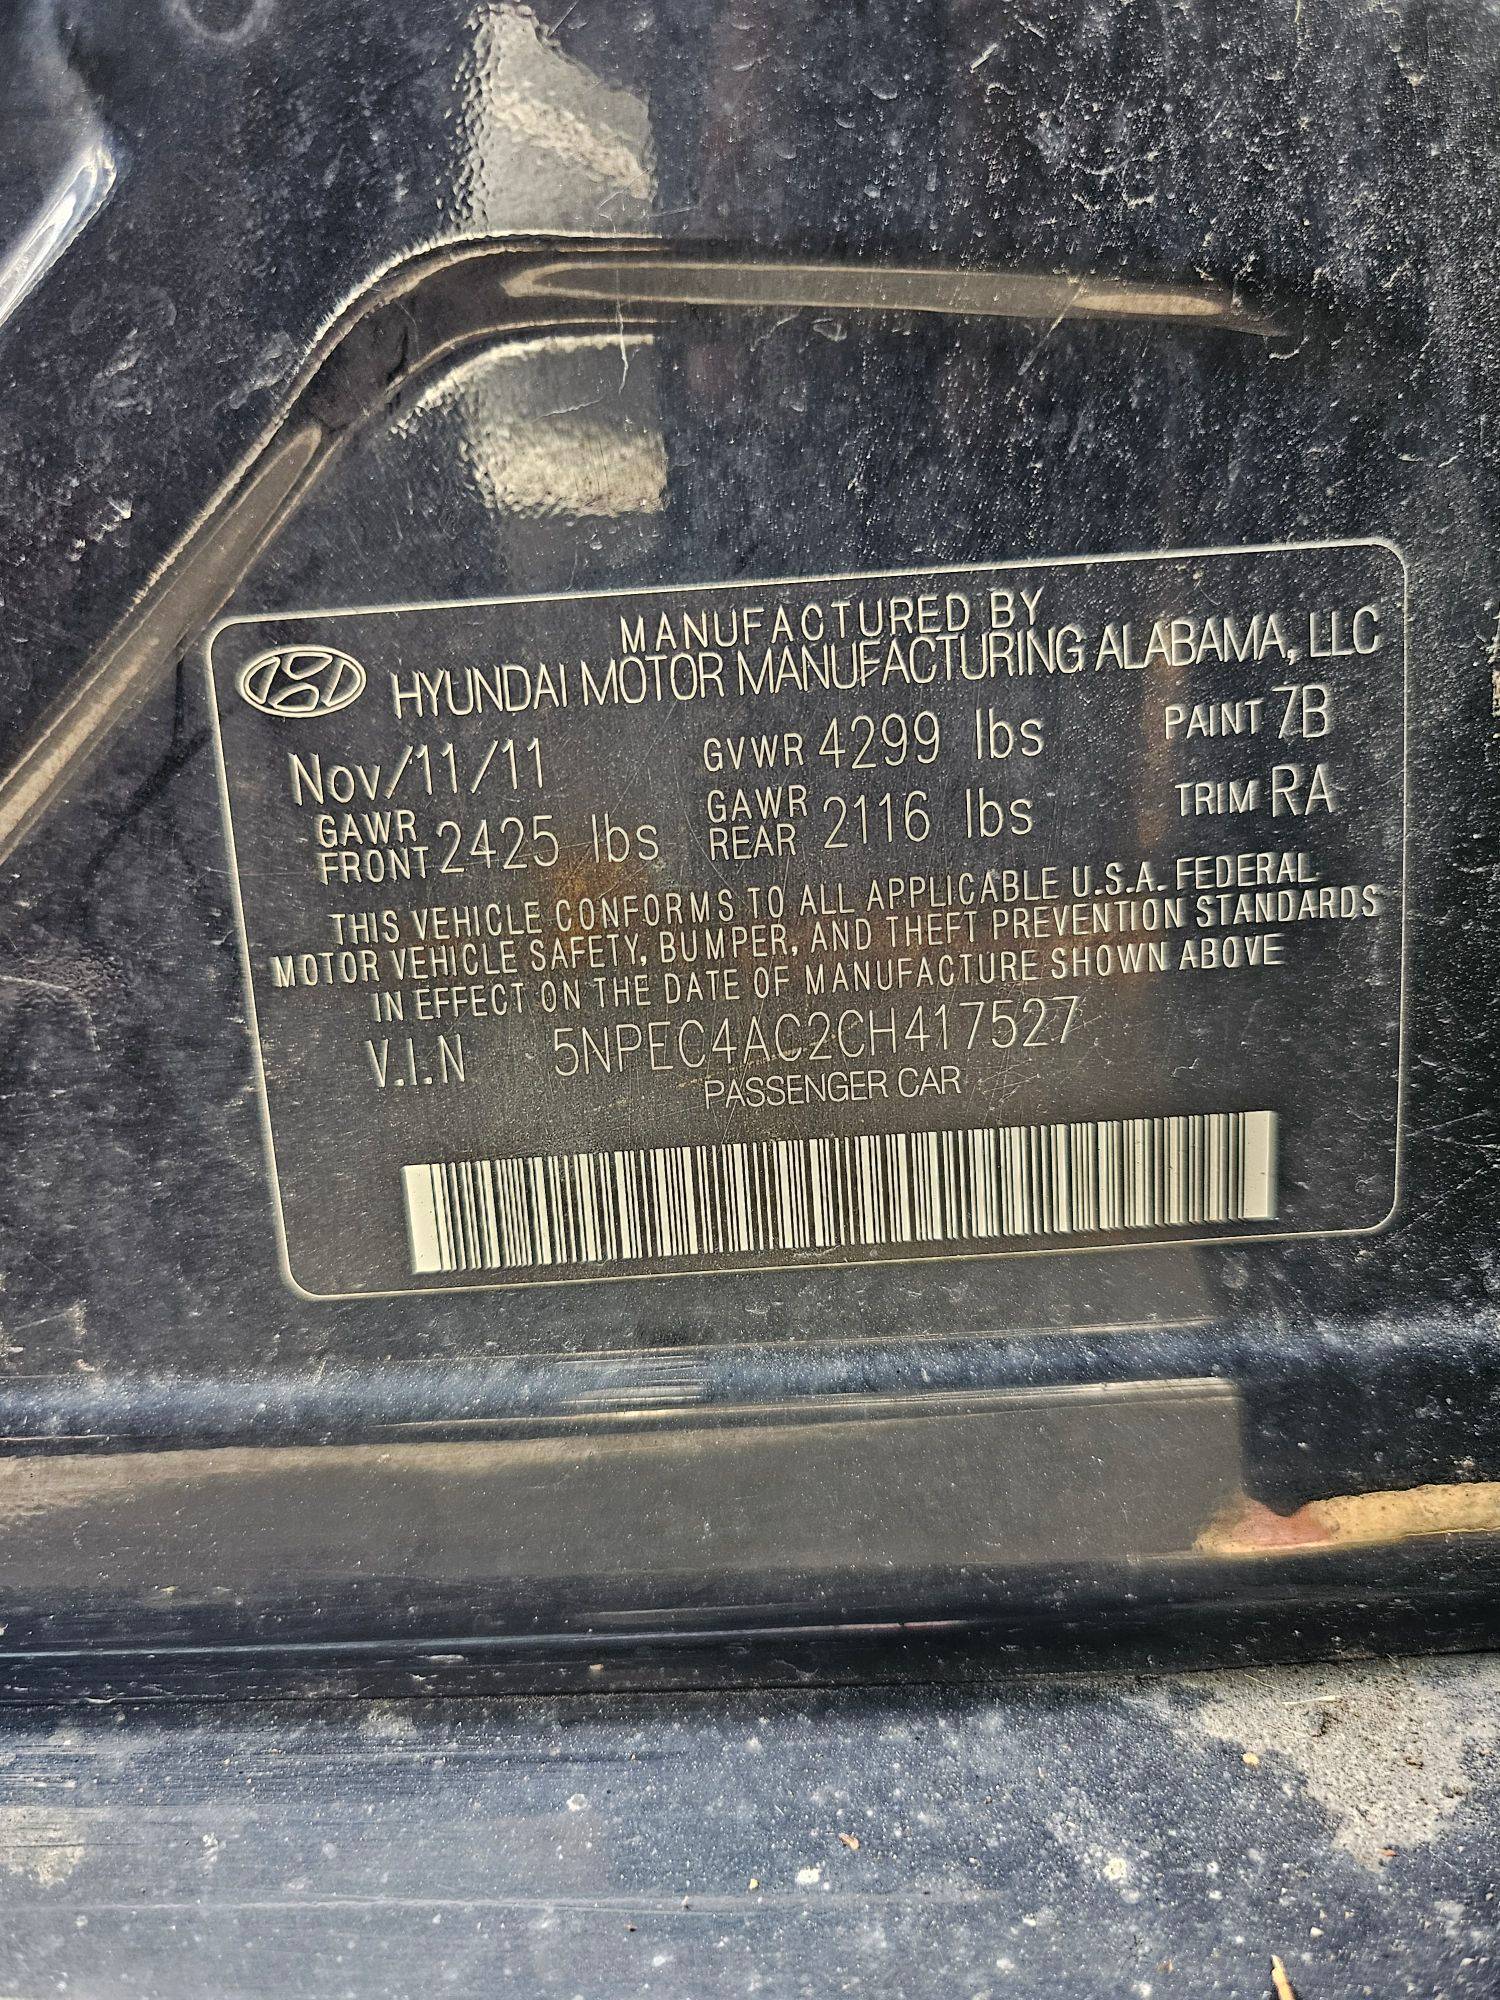 MANUFACTURED BY
HYUNDAI MOTOR MANUFACTURING ALABAMA, LLC
Nov/11/11 GVWR 4299 lbs PAINT 7B
GAWR FRONT 2425 lbs GAWR REAR 2116 lbs TRIM RA
THIS VEHICLE CONFORMS TO ALL APPLICABLE U.S.A. FEDERAL
MOTOR VEHICLE SAFETY, BUMPER, AND THEFT PREVENTION STANDARDS
IN EFFECT ON THE DATE OF MANUFACTURE SHOWN ABOVE
V.I.N 5NPEC4AC2CH417527
PASSENGER CAR